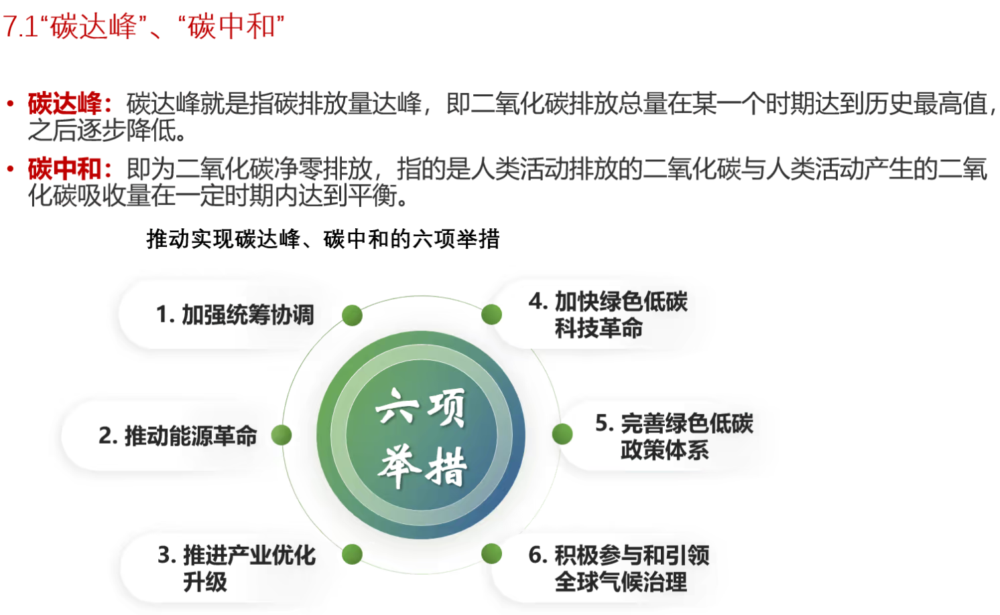 7.1“碳达峰”、“碳中和”
• 碳达峰：碳达峰就是指碳排放量达峰，即二氧化碳排放总量在某一个时期达到历史最高值，
之后逐步降低。
• 碳中和：即为二氧化碳净零排放，指的是人类活动排放的二氧化碳与人类活动产生的二氧
化碳吸收量在一定时期内达到平衡。
推动实现碳达峰、碳中和的六项举措
1. 加强统筹协调
2. 推动能源革命
3. 推进产业优化
升级
六项
举措
4. 加快绿色低碳
科技革命
5. 完善绿色低碳
政策体系
6. 积极参与和引领
全球气候治理